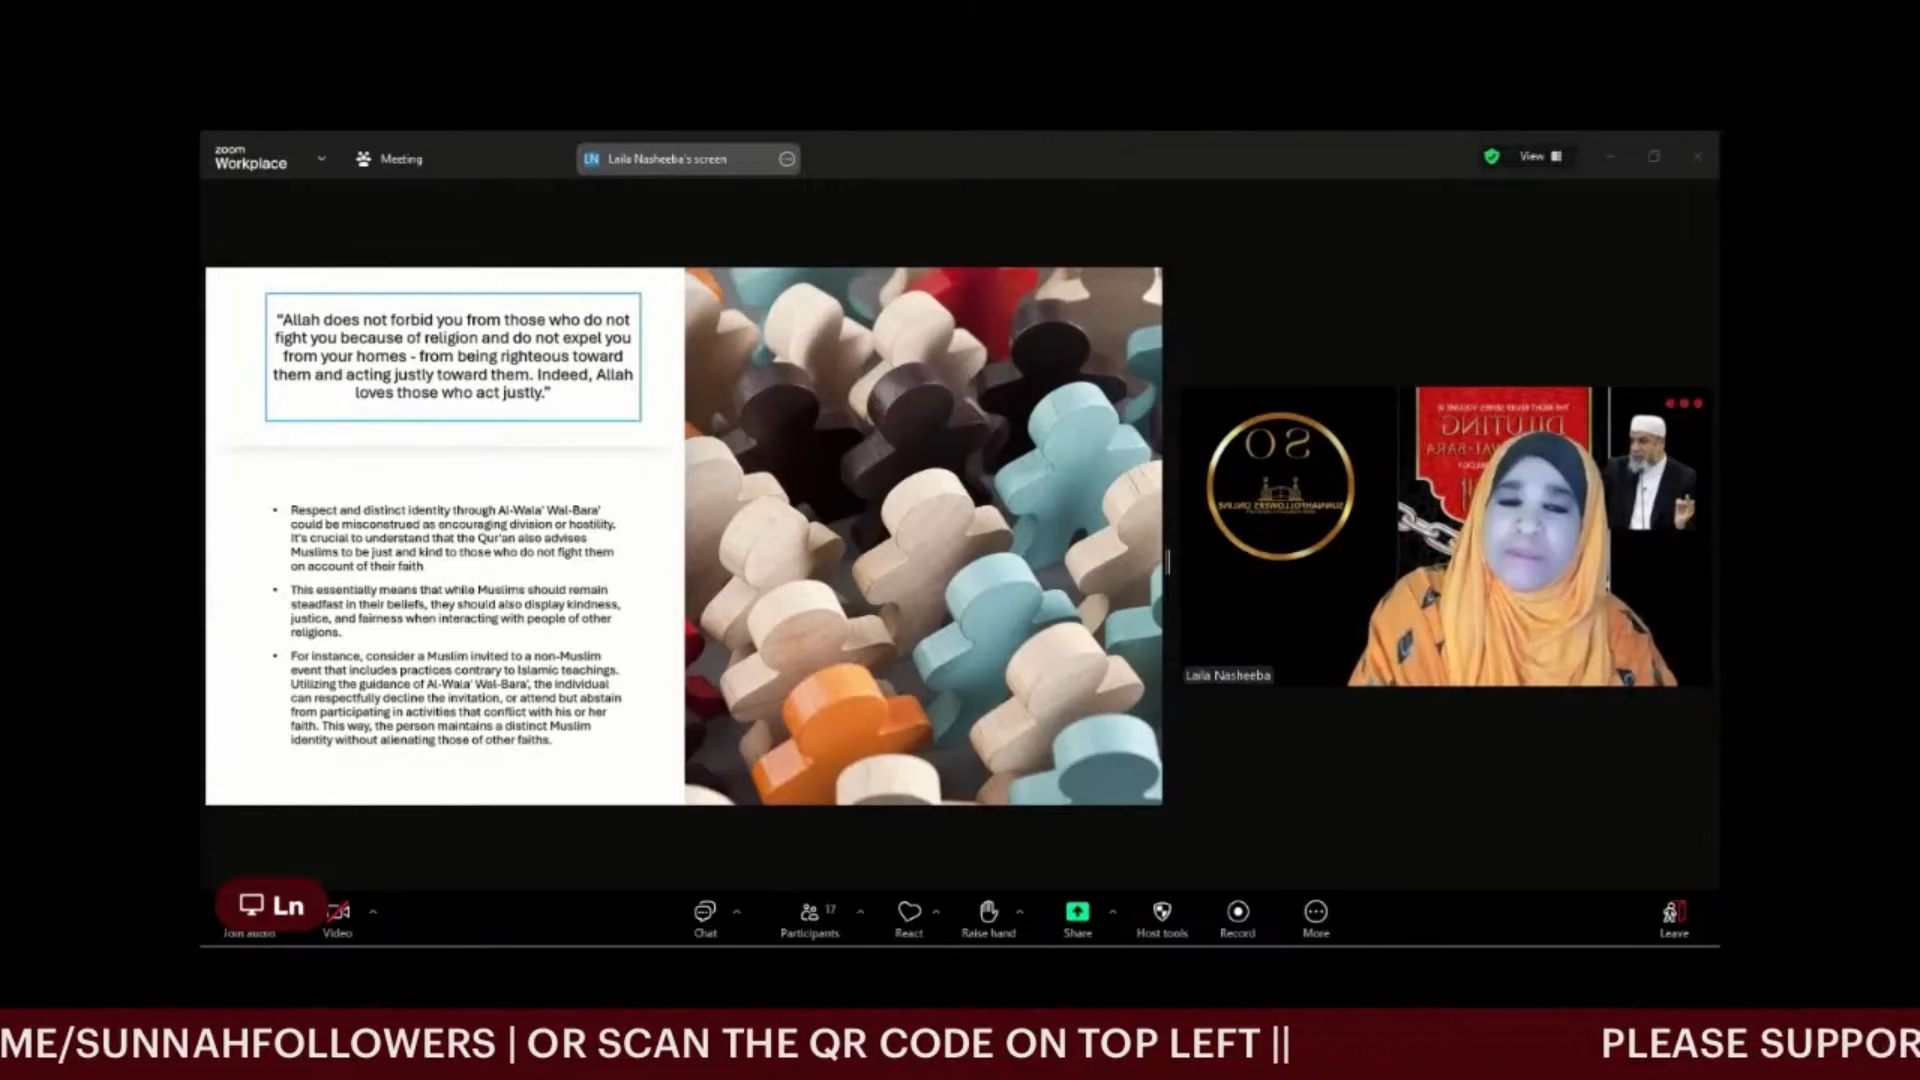 zoom
Workplace
Meeting
LN Laila Nasheeba's screen
View
"Allah does not forbid you from those who do not
fight you because of religion and do not expel you
from your homes - from being righteous toward
them and acting justly toward them. Indeed, Allah
loves those who act justly."
• Respect and distinct identity through Al-Wala' Wal-Bara'
could be misconstrued as encouraging division or hostility.
It's crucial to understand that the Qur'an also advises
Muslims to be just and kind to those who do not fight them
on account of their faith
• This essentially means that while Muslims should remain
steadfast in their beliefs, they should also display kindness,
justice, and fairness when interacting with people of other
religions.
• For instance, consider a Muslim invited to a non-Muslim
event that includes practices contrary to Islamic teachings.
Utilizing the guidance of Al-Wala' Wal-Bara', the individual
can respectfully decline the invitation, or attend but abstain
from participating in activities that conflict with his or her
faith. This way, the person maintains a distinct Muslim
identity without alienating those of other faiths.
SO
SUNNAHFOLLOWERS ONLINE
DILUTING
WAL-BARA
Laila Nasheeba
Ln
Join audio
Video
Chat
Participants 17
React
Raise hand
Share
Host tools
Record
More
Leave
ME/SUNNAHFOLLOWERS | OR SCAN THE QR CODE ON TOP LEFT || PLEASE SUPPOR